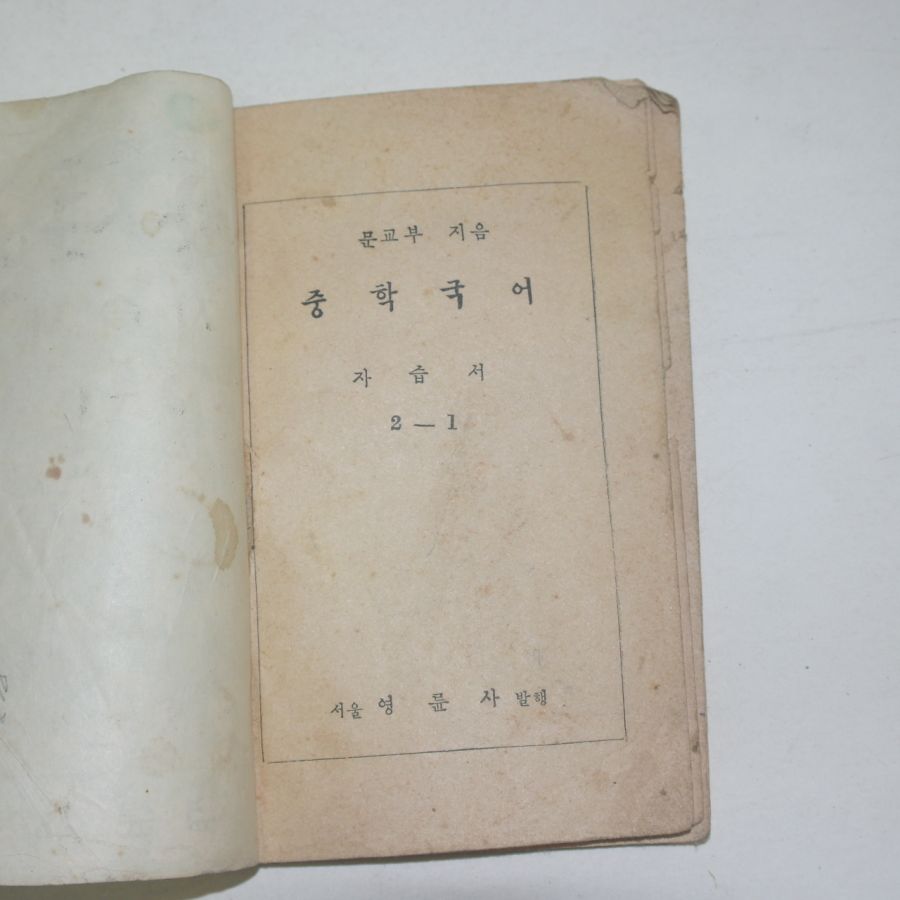 문교부 지음
중학국어
자습서
2—1
서울 영륜사 발행